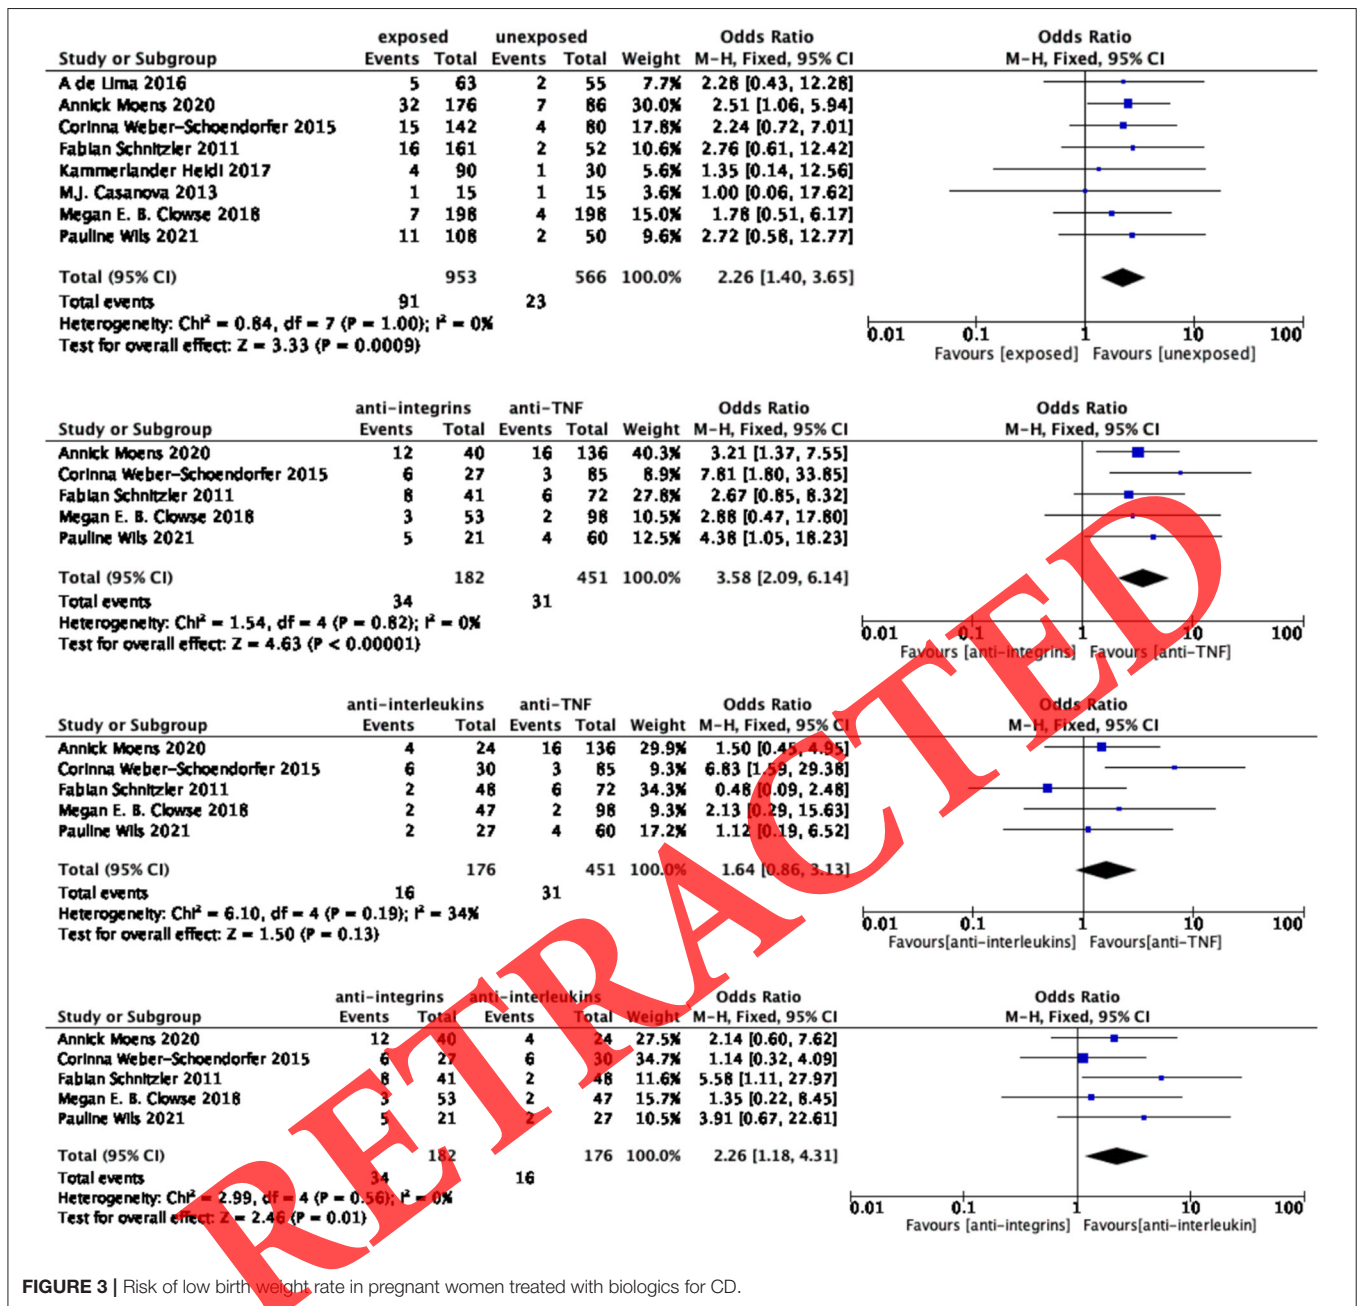 exposed unexposed Odds Ratio Odds Ratio
Study or Subgroup Events Total Events Total Weight M-H, Fixed, 95% CI M-H, Fixed, 95% CI
A de Lima 2016 5 63 2 55 7.7% 2.28 [0.43, 12.28]
Annick Moens 2020 32 176 7 86 30.0% 2.51 [1.06, 5.94]
Corinna Weber-Schoendorfer 2015 15 142 4 80 17.8% 2.24 [0.72, 7.01]
Fabian Schnitzler 2011 16 161 2 52 10.6% 2.76 [0.61, 12.42]
Kammerlander Heidi 2017 4 90 1 30 5.6% 1.35 [0.14, 12.56]
M.J. Casanova 2013 1 15 1 15 3.6% 1.00 [0.06, 17.62]
Megan E. B. Clowse 2018 7 198 4 198 15.0% 1.78 [0.51, 6.17]
Pauline Wils 2021 11 108 2 50 9.6% 2.72 [0.58, 12.77]
Total (95% CI) 953 566 100.0% 2.26 [1.40, 3.65]
Total events 91 23
Heterogeneity: Chi² = 0.84, df = 7 (P = 1.00); I² = 0%
Test for overall effect: Z = 3.33 (P = 0.0009)
0.01 0.1 1 10 100
Favours [exposed] Favours [unexposed]
anti-integrins anti-TNF Odds Ratio Odds Ratio
Study or Subgroup Events Total Events Total Weight M-H, Fixed, 95% CI M-H, Fixed, 95% CI
Annick Moens 2020 12 40 16 136 40.3% 3.21 [1.37, 7.55]
Corinna Weber-Schoendorfer 2015 6 27 3 85 8.9% 7.81 [1.80, 33.85]
Fabian Schnitzler 2011 8 41 6 72 27.8% 2.67 [0.85, 8.32]
Megan E. B. Clowse 2018 3 53 2 98 10.5% 2.88 [0.47, 17.80]
Pauline Wils 2021 5 21 4 60 12.5% 4.38 [1.05, 18.23]
Total (95% CI) 182 451 100.0% 3.58 [2.09, 6.14]
Total events 34 31
Heterogeneity: Chi² = 1.54, df = 4 (P = 0.82); I² = 0%
Test for overall effect: Z = 4.63 (P < 0.00001)
0.01 0.1 1 10 100
Favours [anti-integrins] Favours [anti-TNF]
anti-interleukins anti-TNF Odds Ratio Odds Ratio
Study or Subgroup Events Total Events Total Weight M-H, Fixed, 95% CI M-H, Fixed, 95% CI
Annick Moens 2020 4 24 16 136 29.9% 1.50 [0.45, 4.95]
Corinna Weber-Schoendorfer 2015 6 30 3 85 9.3% 6.83 [1.59, 29.38]
Fabian Schnitzler 2011 2 48 6 72 34.3% 0.48 [0.09, 2.48]
Megan E. B. Clowse 2018 2 47 2 98 9.3% 2.13 [0.29, 15.63]
Pauline Wils 2021 2 27 4 60 17.2% 1.12 [0.19, 6.52]
Total (95% CI) 176 451 100.0% 1.64 [0.86, 3.13]
Total events 16 31
Heterogeneity: Chi² = 6.10, df = 4 (P = 0.19); I² = 34%
Test for overall effect: Z = 1.50 (P = 0.13)
0.01 0.1 1 10 100
Favours[anti-interleukins] Favours[anti-TNF]
anti-integrins anti-interleukins Odds Ratio Odds Ratio
Study or Subgroup Events Total Events Total Weight M-H, Fixed, 95% CI M-H, Fixed, 95% CI
Annick Moens 2020 12 40 4 24 27.5% 2.14 [0.60, 7.62]
Corinna Weber-Schoendorfer 2015 6 27 6 30 34.7% 1.14 [0.32, 4.09]
Fabian Schnitzler 2011 8 41 2 48 11.6% 5.58 [1.11, 27.97]
Megan E. B. Clowse 2018 3 53 2 47 15.7% 1.35 [0.22, 8.45]
Pauline Wils 2021 5 21 2 27 10.5% 3.91 [0.67, 22.61]
Total (95% CI) 182 176 100.0% 2.26 [1.18, 4.31]
Total events 34 16
Heterogeneity: Chi² = 2.99, df = 4 (P = 0.56); I² = 0%
Test for overall effect: Z = 2.46 (P = 0.01)
0.01 0.1 1 10 100
Favours [anti-integrins] Favours[anti-interleukin]
RETRACTED
FIGURE 3 | Risk of low birth weight rate in pregnant women treated with biologics for CD.